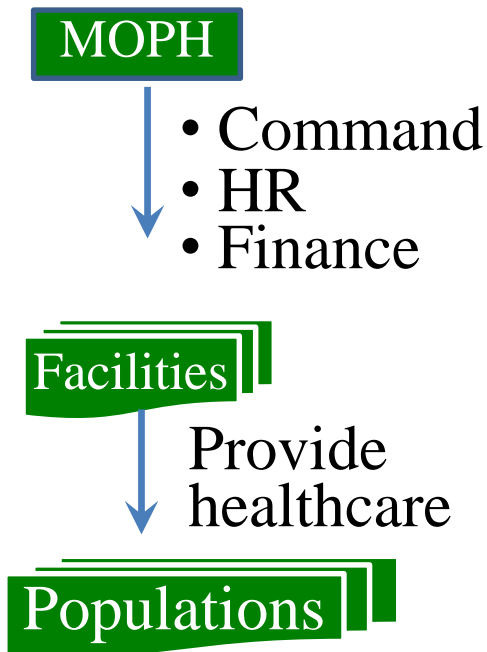 MOPH
• Command
• HR
• Finance
Facilities
Provide
healthcare
Populations